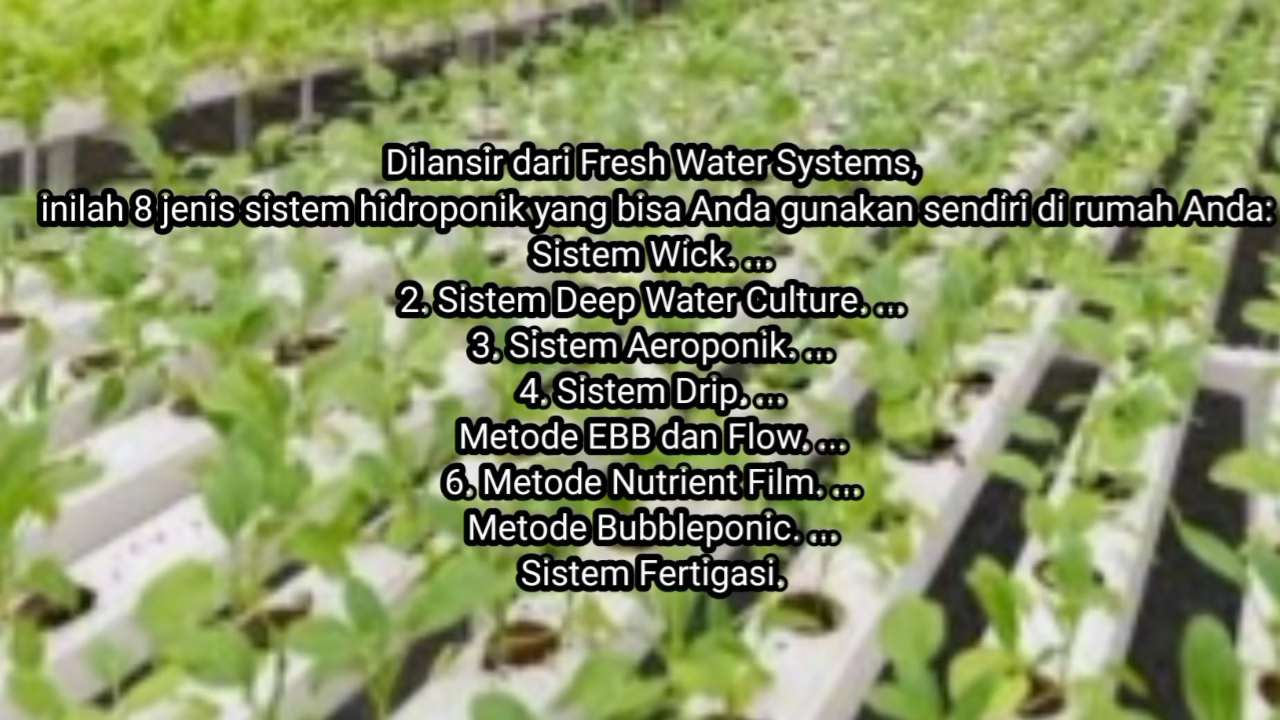 Dilansir dari Fresh Water Systems,
inilah 8 jenis sistem hidroponik yang bisa Anda gunakan sendiri di rumah Anda:
Sistem Wick. ...
2. Sistem Deep Water Culture. ...
3. Sistem Aeroponik. ...
4. Sistem Drip. ...
Metode EBB dan Flow. ...
6. Metode Nutrient Film. ...
Metode Bubbleponic. ...
Sistem Fertigasi.